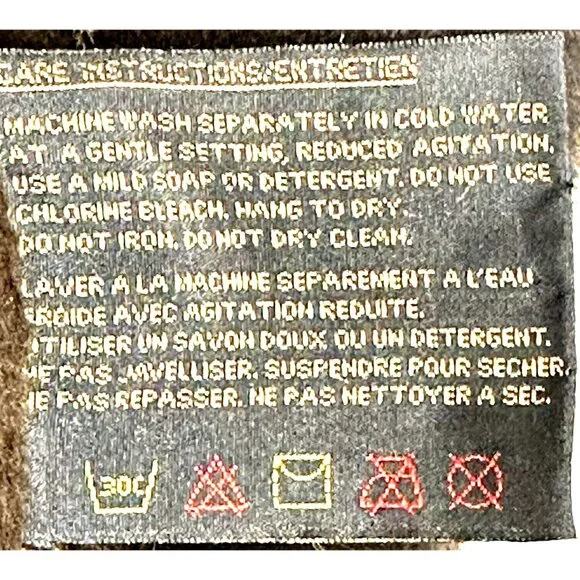 CARE INSTRUCTIONS/ENTRETIEN
MACHINE WASH SEPARATELY IN COLD WATER
AT A GENTLE SETTING, REDUCED AGITATION.
USE A MILD SOAP OR DETERGENT. DO NOT USE
CHLORINE BLEACH. HANG TO DRY.
DO NOT IRON. DO NOT DRY CLEAN.
LAVER A LA MACHINE SEPAREMENT A L'EAU
FROIDE AVEC AGITATION REDUITE.
UTILISER UN SAVON DOUX OU UN DETERGENT.
NE PAS JAVELLISER. SUSPENDRE POUR SECHER.
NE PAS REPASSER. NE PAS NETTOYER A SEC.
30C